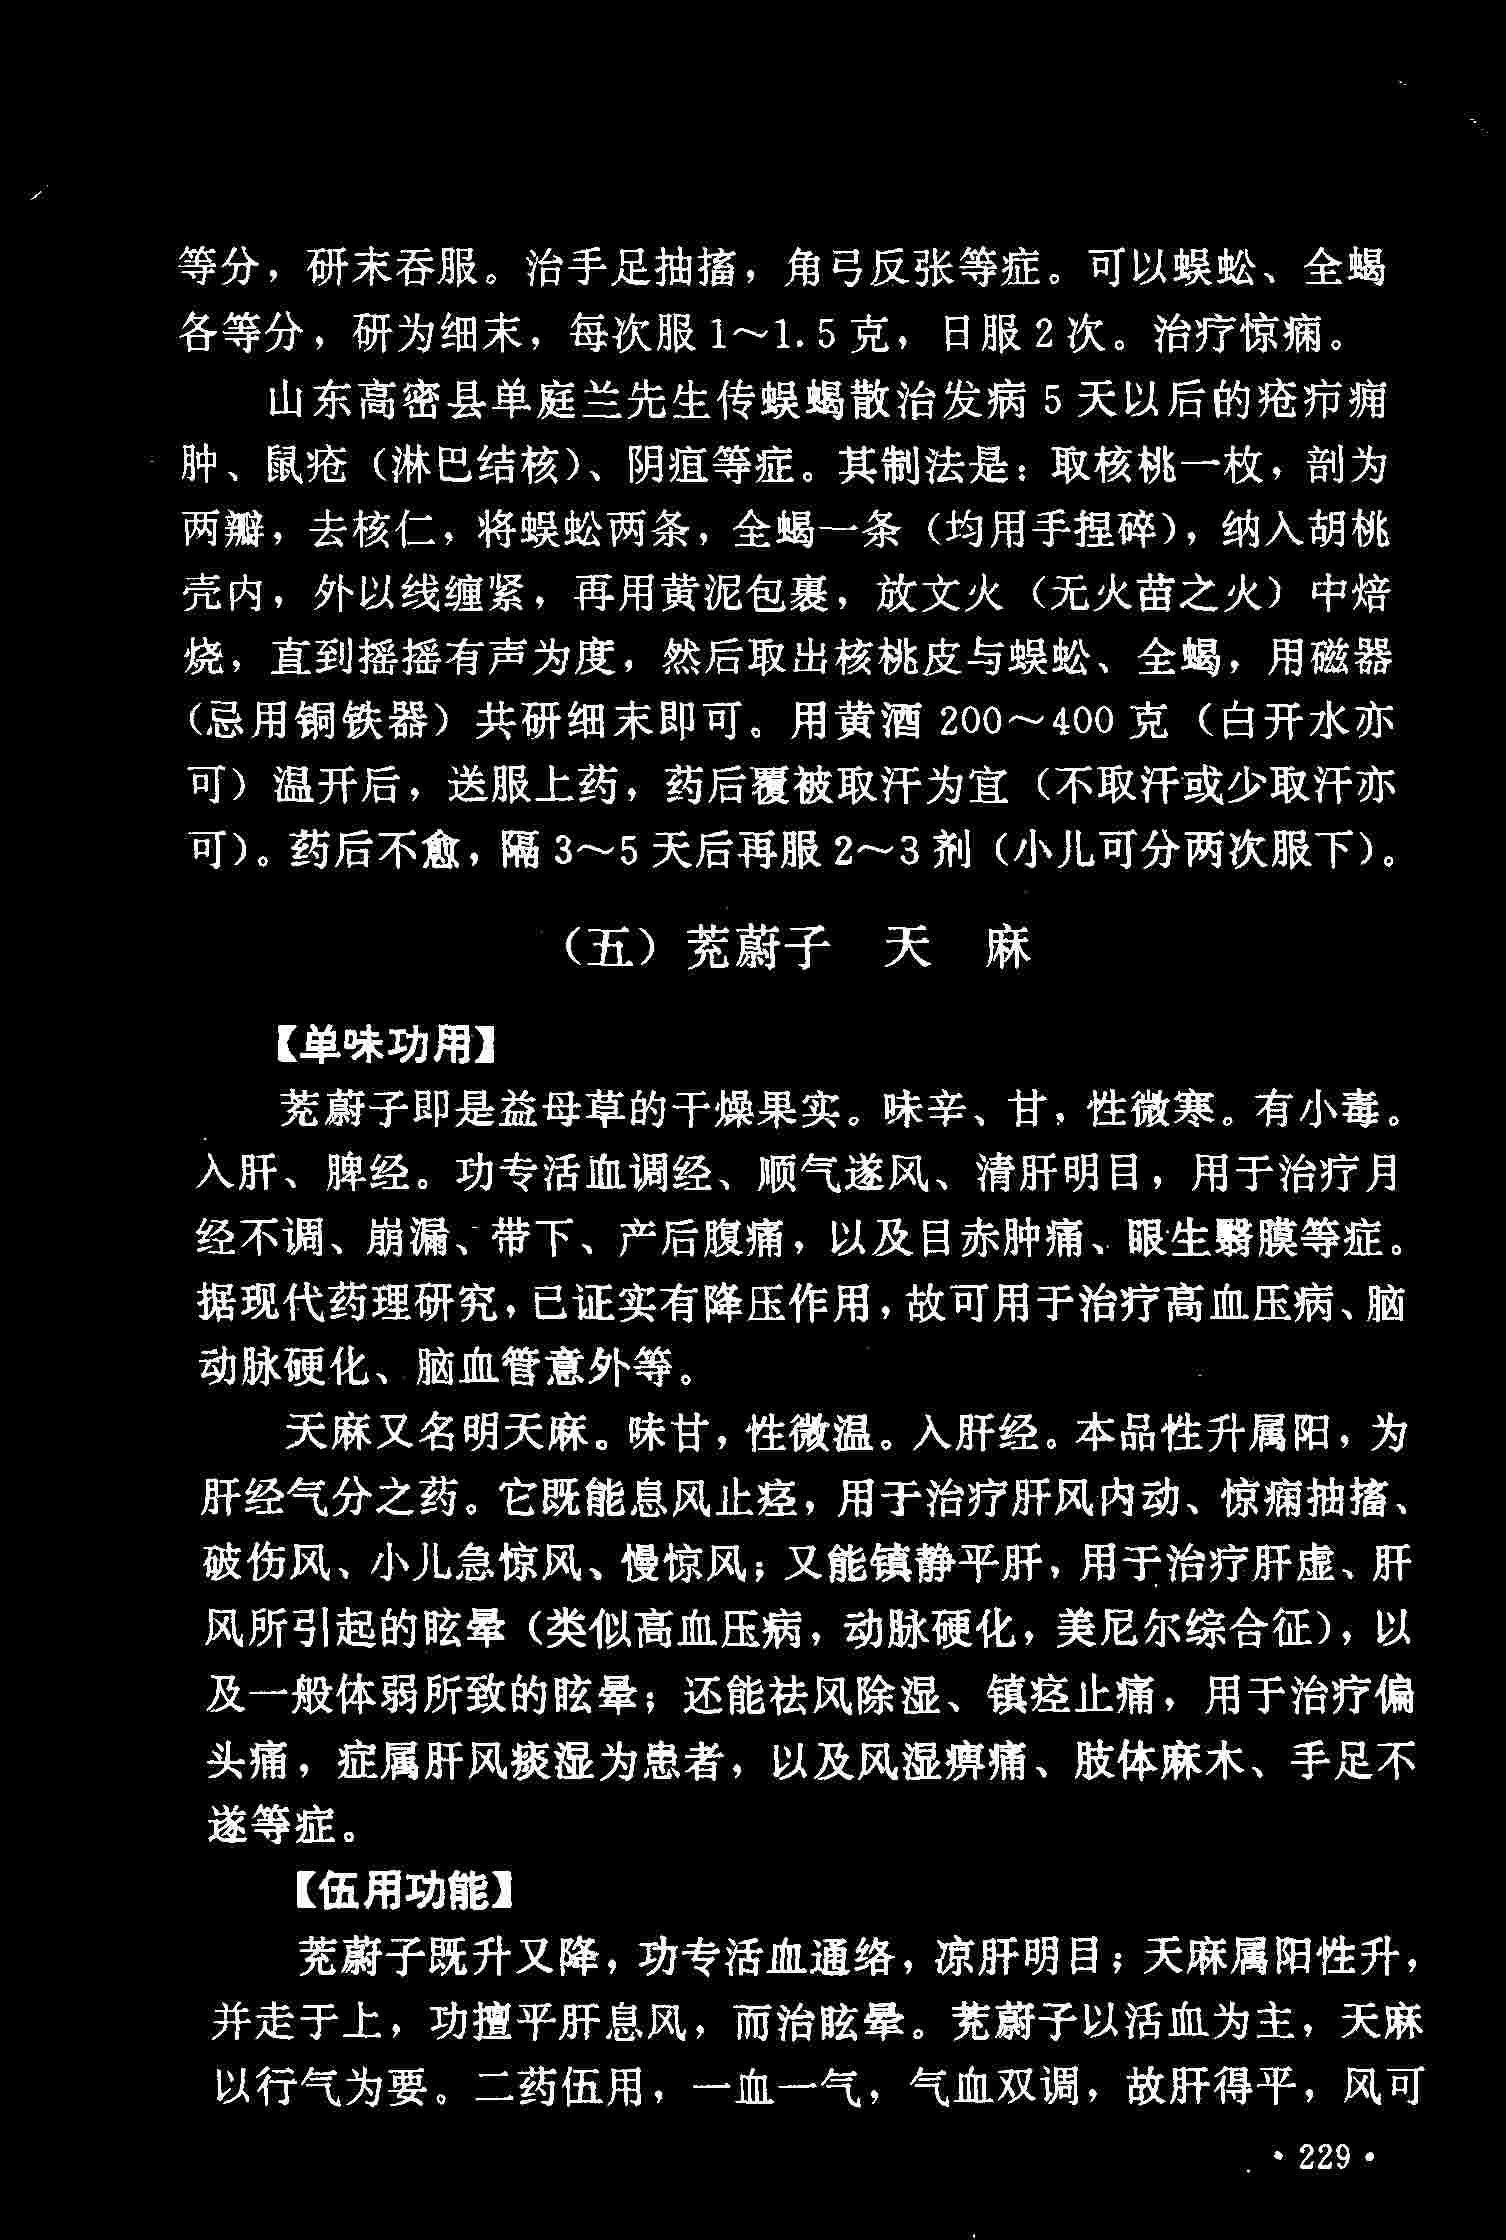 等分，研末吞服。治手足抽搐，角弓反张等症。可以蜈蚣、全蝎
各等分，研为细末，每次服1～1.5克，日服2次。治疗惊痫。
山东高密县单庭兰先生传蜈蝎散治发病5天以后的疮疖痈
肿、鼠疮（淋巴结核）、阴疽等症。其制法是：取核桃一枚，剖为
两瓣，去核仁，将蜈蚣两条，全蝎一条（均用手捏碎），纳入胡桃
壳内，外以线缠紧，再用黄泥包裹，放文火（无火苗之火）中焙
烧，直到摇摇有声为度，然后取出核桃皮与蜈蚣、全蝎，用磁器
（忌用铜铁器）共研细末即可。用黄酒200～400克（白开水亦
可）温开后，送服上药，药后覆被取汗为宜（不取汗或少取汗亦
可）。药后不愈，隔3～5天后再服2～3剂（小儿可分两次服下）。
（五）茺蔚子 天 麻
【单味功用】
茺蔚子即是益母草的干燥果实。味辛、甘，性微寒。有小毒。
入肝、脾经。功专活血调经、顺气逐风、清肝明目，用于治疗月
经不调、崩漏、带下、产后腹痛，以及目赤肿痛、眼生翳膜等症。
据现代药理研究，已证实有降压作用，故可用于治疗高血压病、脑
动脉硬化、脑血管意外等。
天麻又名明天麻。味甘，性微温。入肝经。本品性升属阳，为
肝经气分之药。它既能息风止痉，用于治疗肝风内动、惊痫抽搐、
破伤风、小儿急惊风、慢惊风；又能镇静平肝，用于治疗肝虚、肝
风所引起的眩晕（类似高血压病，动脉硬化，美尼尔综合征），以
及一般体弱所致的眩晕；还能祛风除湿、镇痉止痛，用于治疗偏
头痛，症属肝风痰湿为患者，以及风湿痹痛、肢体麻木、手足不
遂等症。
【伍用功能】
茺蔚子既升又降，功专活血通络，凉肝明目；天麻属阳性升，
并走于上，功擅平肝息风，而治眩晕。茺蔚子以活血为主，天麻
以行气为要。二药伍用，一血一气，气血双调，故肝得平，风可
·229·